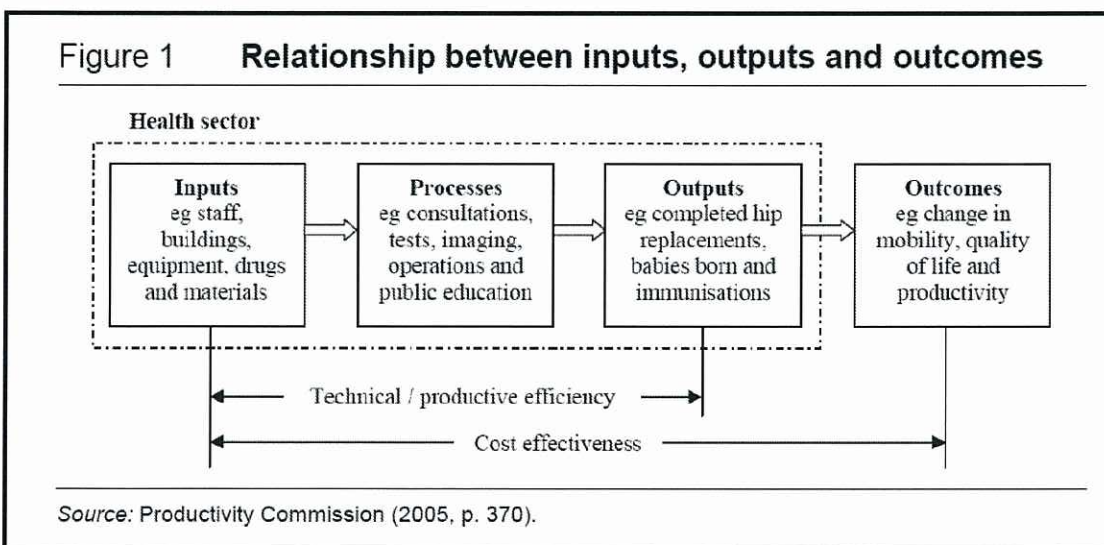 Figure 1 Relationship between inputs, outputs and outcomes
Health sector
Inputs
eg staff,
buildings,
equipment, drugs
and materials
Processes
eg consultations,
tests, imaging,
operations and
public education
Outputs
eg completed hip
replacements,
babies born and
immunisations
Outcomes
eg change in
mobility, quality
of life and
productivity
Technical / productive efficiency
Cost effectiveness
Source: Productivity Commission (2005, p. 370).